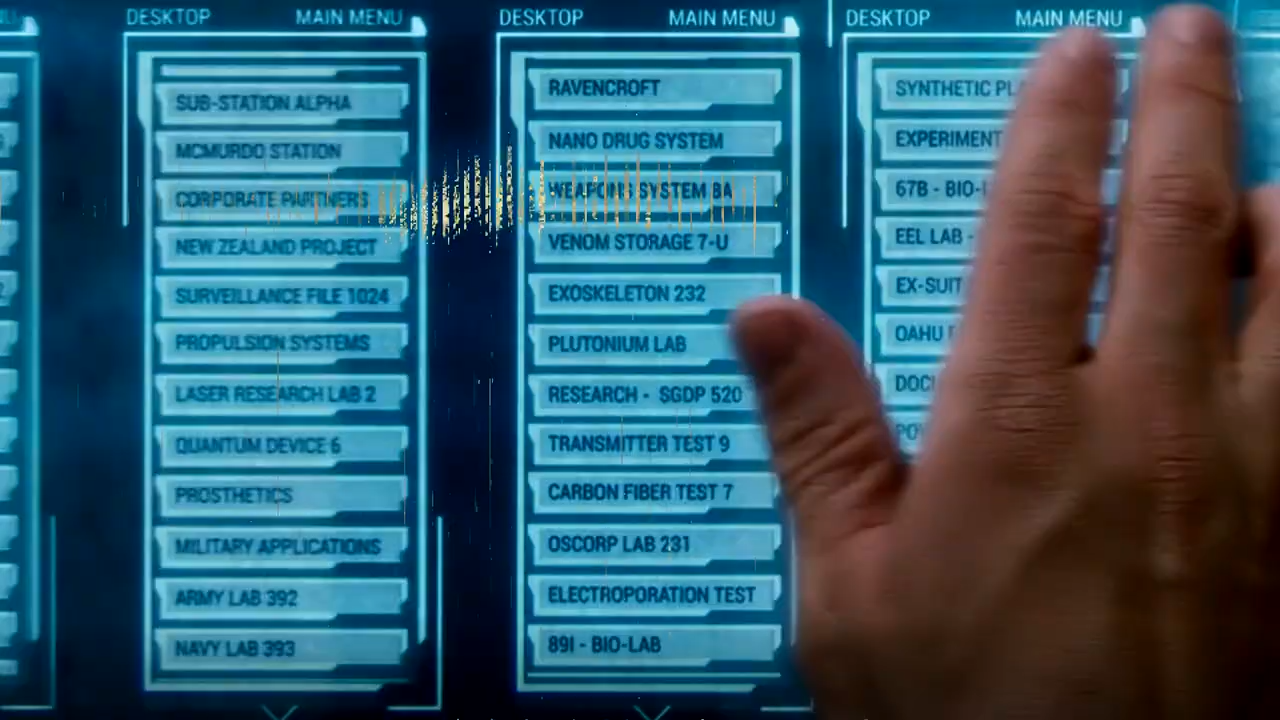 DESKTOP MAIN MENU
SUB-STATION ALPHA
MCMURDO STATION
CORPORATE PARTNERS
NEW ZEALAND PROJECT
SURVEILLANCE FILE 1024
PROPULSION SYSTEMS
LASER RESEARCH LAB 2
QUANTUM DEVICE 6
PROSTHETICS
MILITARY APPLICATIONS
ARMY LAB 392
NAVY LAB 393
DESKTOP MAIN MENU
RAVENCROFT
NANO DRUG SYSTEM
WEAPONS SYSTEM 8A
VENOM STORAGE 7-U
EXOSKELETON 232
PLUTONIUM LAB
RESEARCH - SGDP 520
TRANSMITTER TEST 9
CARBON FIBER TEST 7
OSCORP LAB 231
ELECTROPORATION TEST
891 - BIO-LAB
DESKTOP MAIN MENU
SYNTHETIC
EXPERIMENT
67B -
EEL LAB -
EX-SUIT
OAHU